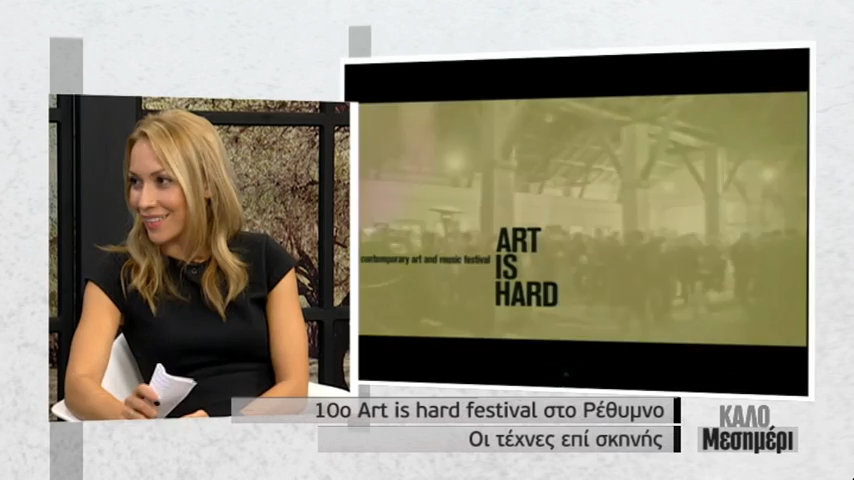 ART
IS
HARD
contemporary art and music festival
10ο Art is hard festival στο Ρέθυμνο
Οι τέχνες επί σκηνής
ΚΑΛΟ
Μεσημέρι